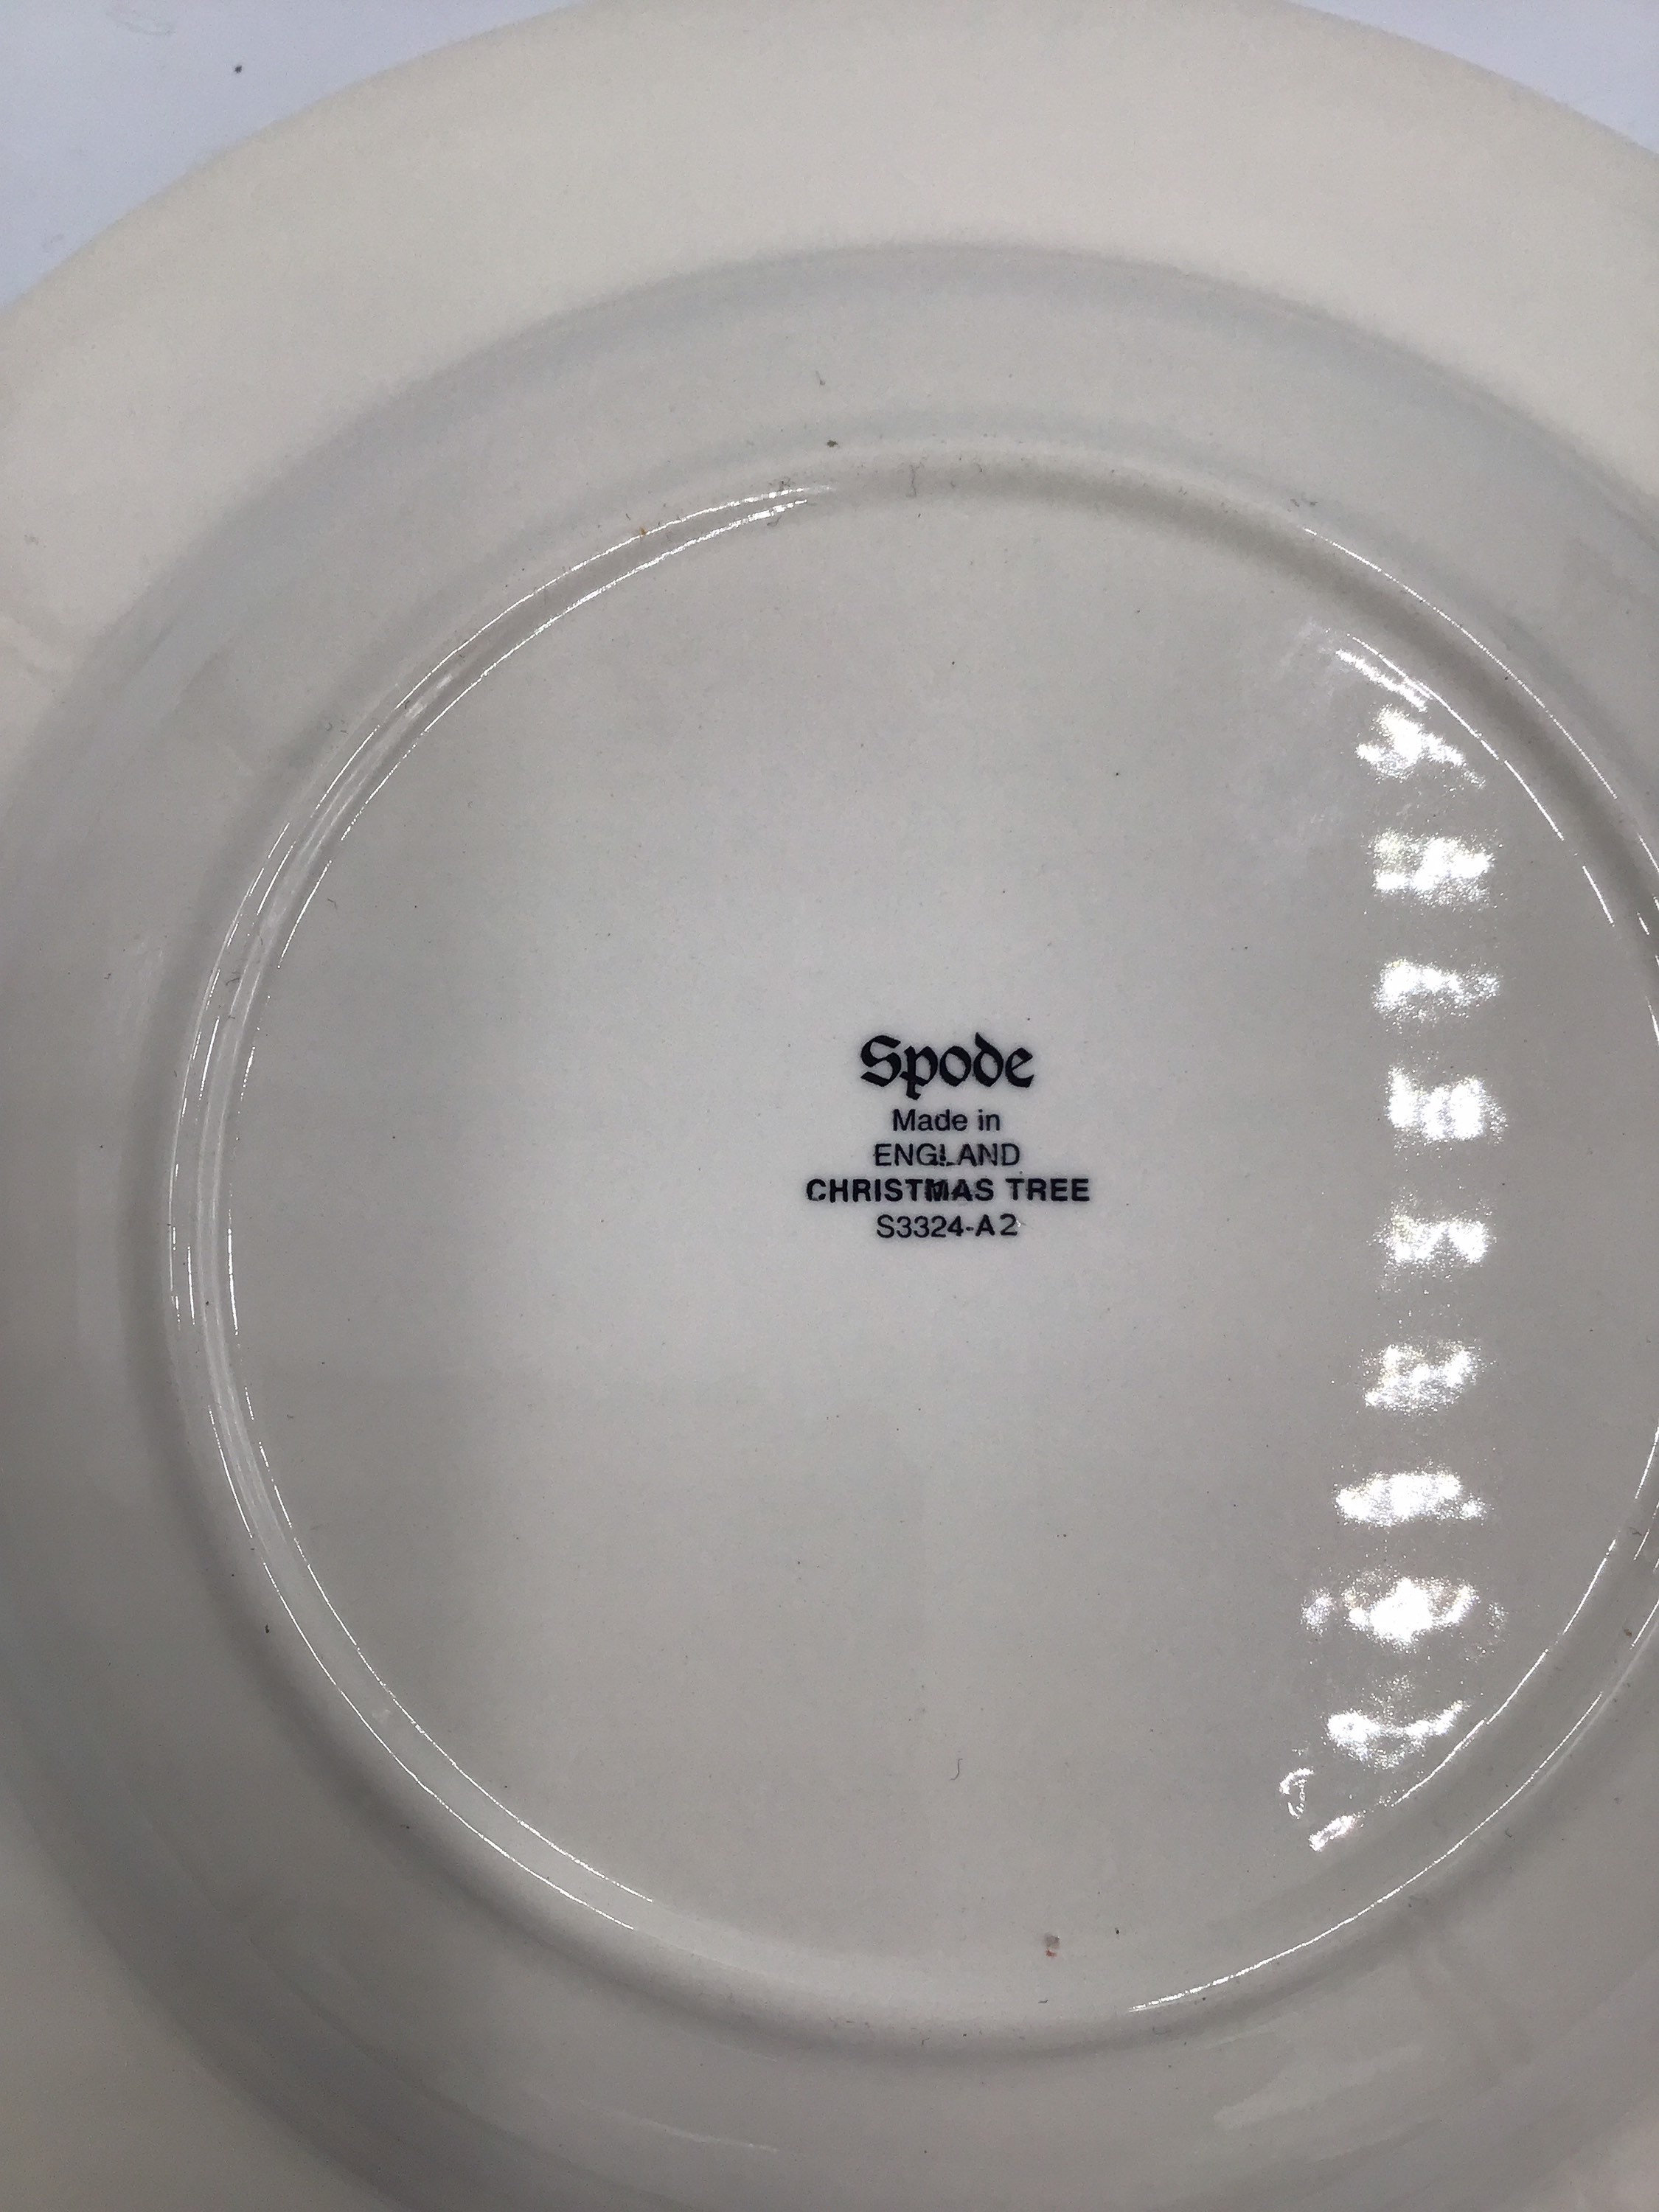 Spode
Made in
ENGLAND
CHRISTMAS TREE
S3324-A2